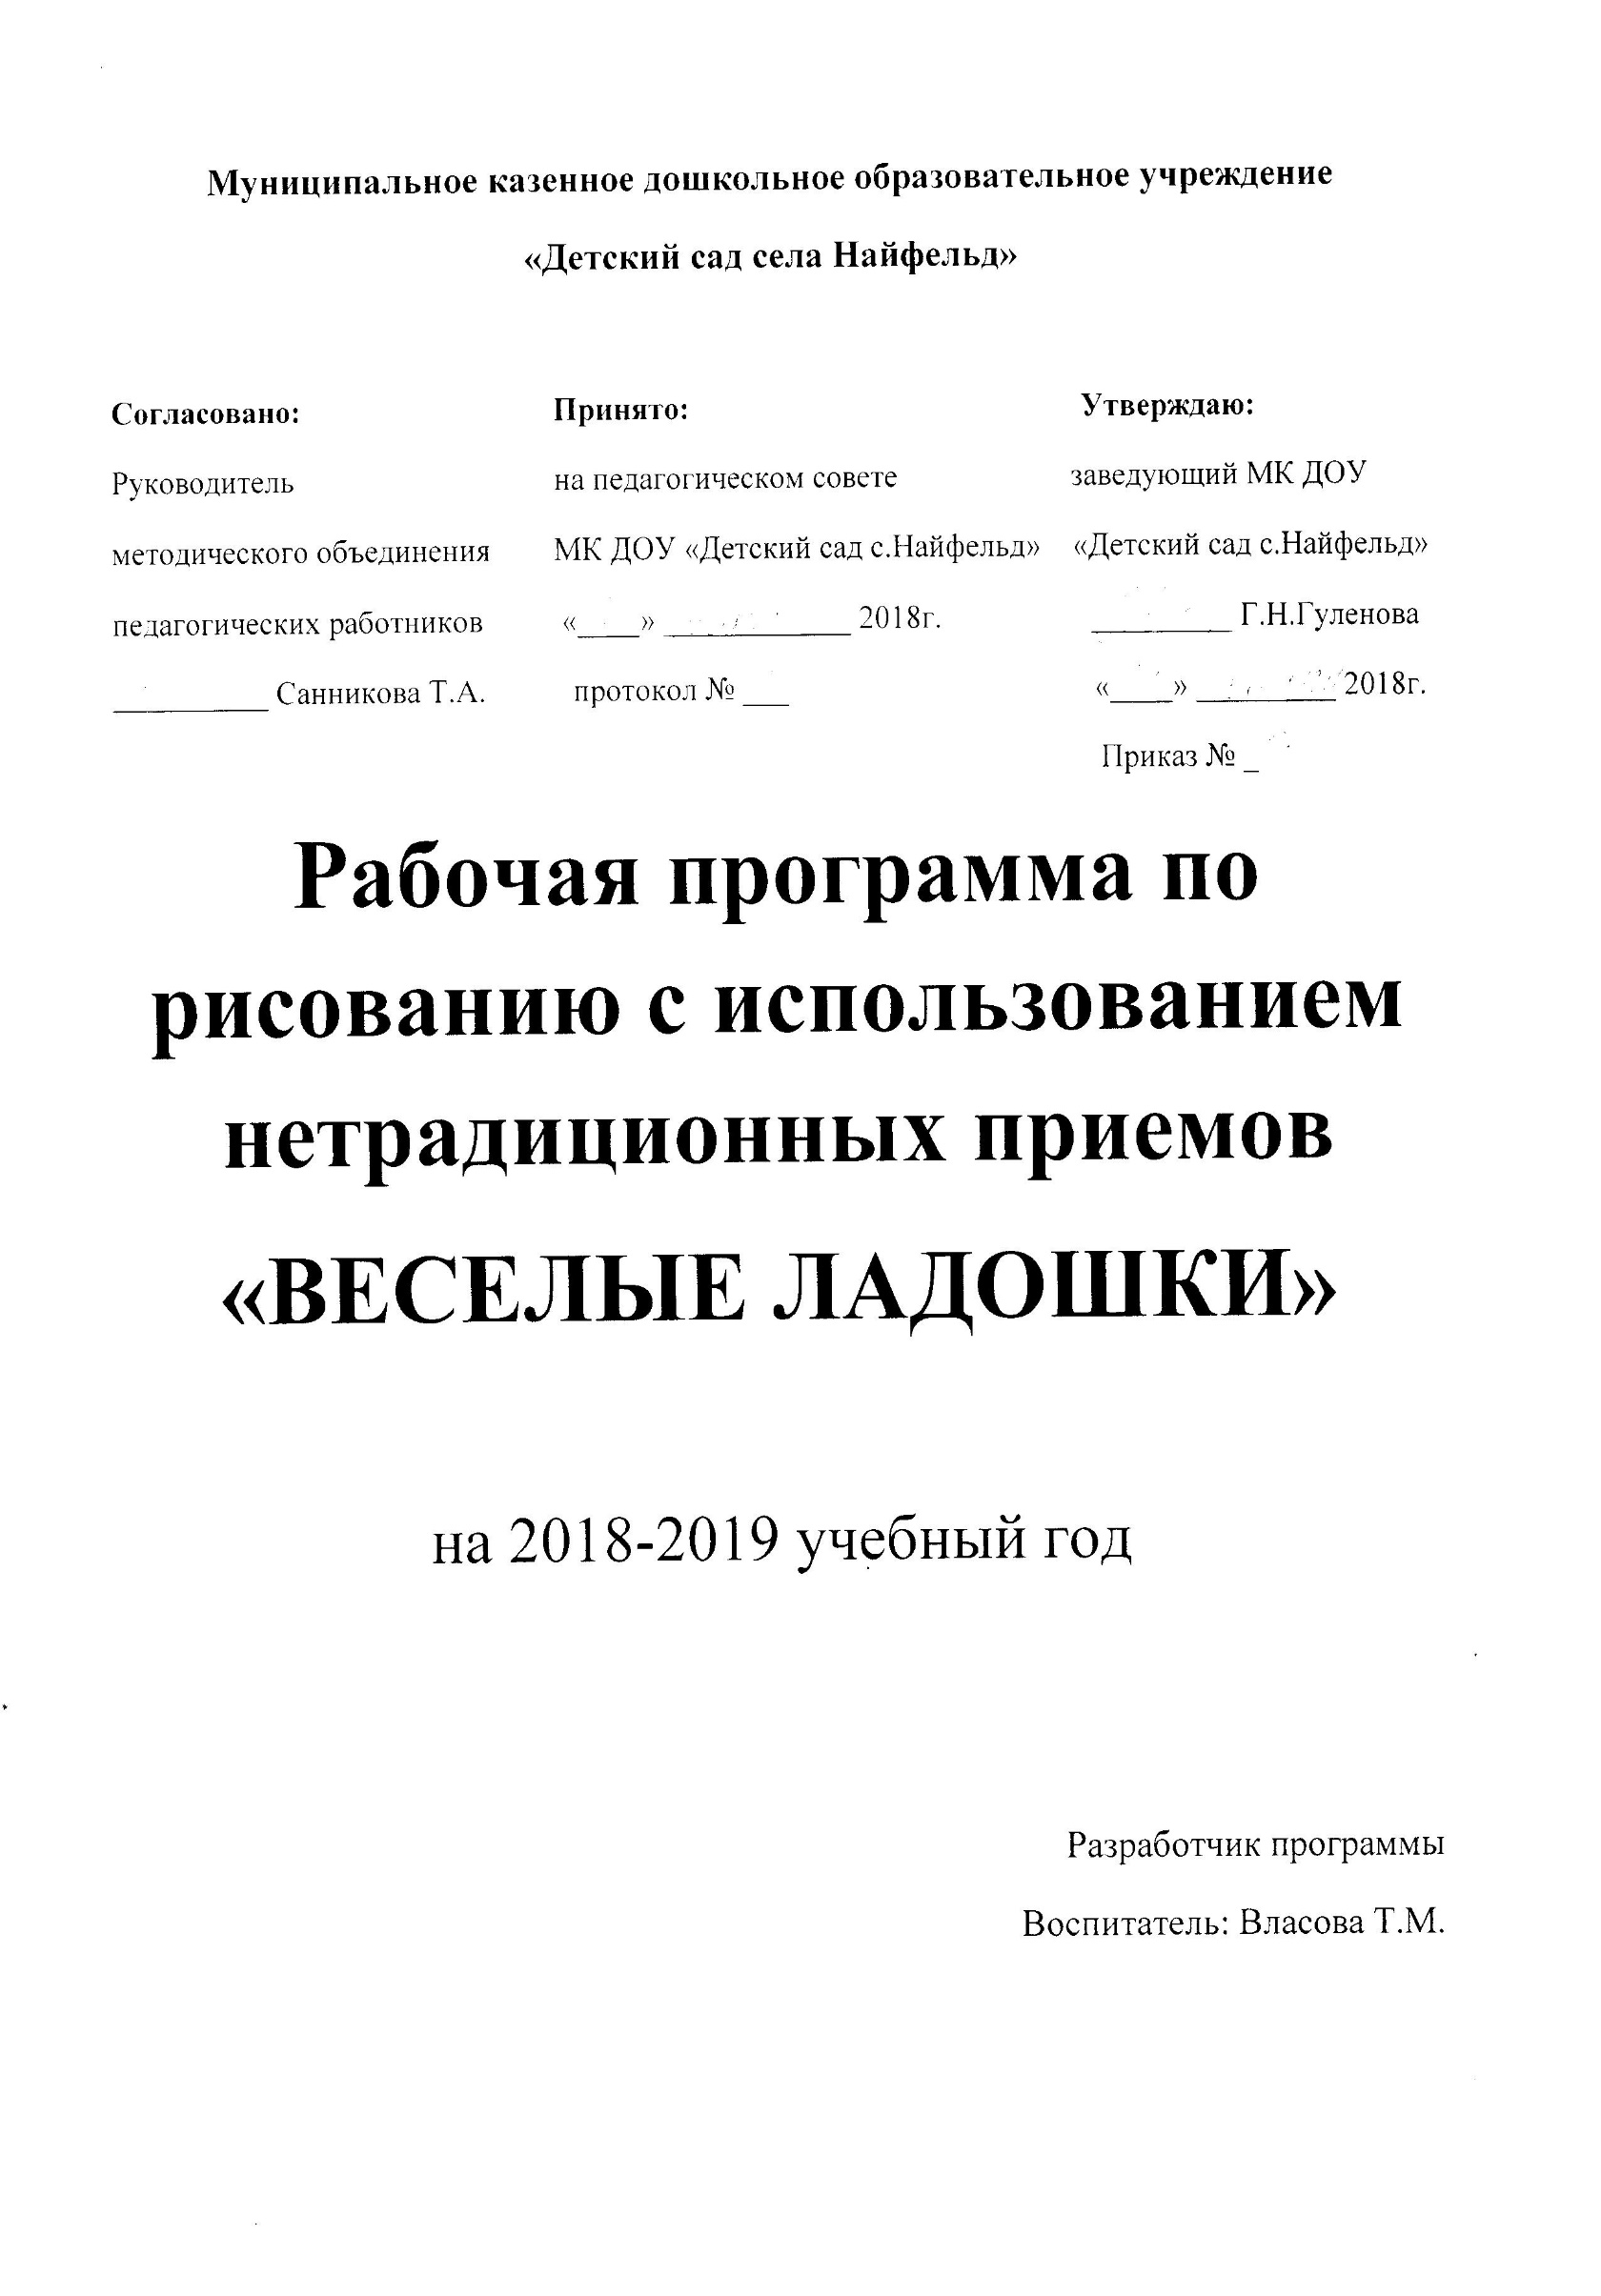 Муниципальное казенное дошкольное образовательное учреждение
«Детский сад села Найфельд»
Согласовано:
Руководитель
методического объединения
педагогических работников
_________ Санникова Т.А.
Принято:
на педагогическом совете
МК ДОУ «Детский сад с.Найфельд»
«____» ____________ 2018г.
протокол № ___
Утверждаю:
заведующий МК ДОУ
«Детский сад с.Найфельд»
_________ Г.Н.Гуленова
«____» _________ 2018г.
Приказ № _
Рабочая программа по
рисованию с использованием
нетрадиционных приемов
«ВЕСЕЛЫЕ ЛАДОШКИ»
на 2018-2019 учебный год
Разработчик программы
Воспитатель: Власова Т.М.